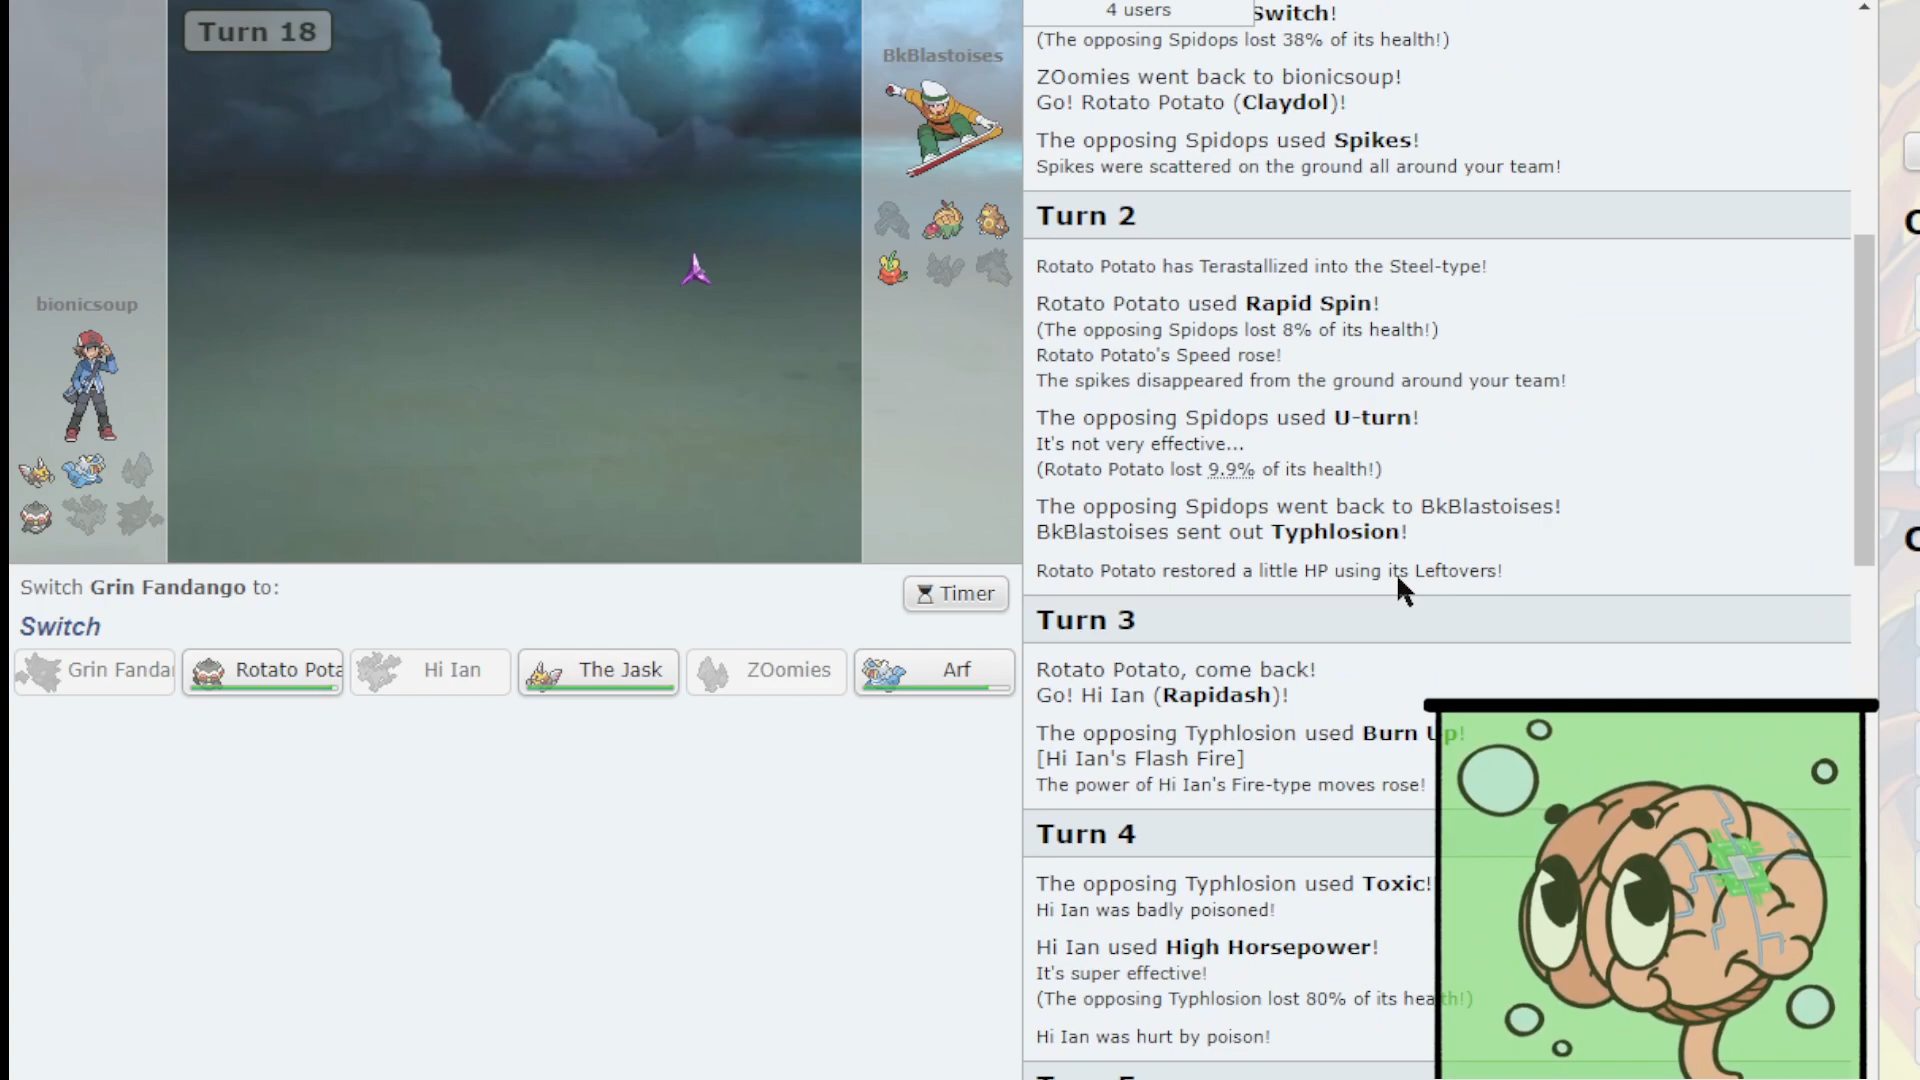 Turn 18
BkBlastoises
bionicsoup
Switch Grin Fandango to:
Timer
Switch
Grin Fanda
Rotato Pota
Hi Ian
The Jask
ZOomies
Arf
4 users
Switch!
(The opposing Spidops lost 38% of its health!)
ZOomies went back to bionicsoup!
Go! Rotato Potato (Claydol)!
The opposing Spidops used Spikes!
Spikes were scattered on the ground all around your team!
Turn 2
Rotato Potato has Terastallized into the Steel-type!
Rotato Potato used Rapid Spin!
(The opposing Spidops lost 8% of its health!)
Rotato Potato's Speed rose!
The spikes disappeared from the ground around your team!
The opposing Spidops used U-turn!
It's not very effective...
(Rotato Potato lost 9.9% of its health!)
The opposing Spidops went back to BkBlastoises!
BkBlastoises sent out Typhlosion!
Rotato Potato restored a little HP using its Leftovers!
Turn 3
Rotato Potato, come back!
Go! Hi Ian (Rapidash)!
The opposing Typhlosion used Burn Up!
[Hi Ian's Flash Fire]
The power of Hi Ian's Fire-type moves rose!
Turn 4
The opposing Typhlosion used Toxic!
Hi Ian was badly poisoned!
Hi Ian used High Horsepower!
It's super effective!
(The opposing Typhlosion lost 80% of its health!)
Hi Ian was hurt by poison!